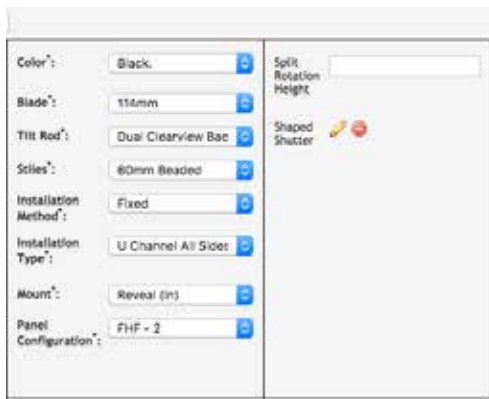 Color*: Black.
Blade*: 114mm
Tilt Rod*: Dual Clearview Bac
Stiles*: 60mm Beaded
Installation
Method*: Fixed
Installation
Type*: U Channel All Sides
Mount*: Reveal (In)
Panel
Configuration*: FHF - 2
Split
Rotation
Height
Shaped
Shutter